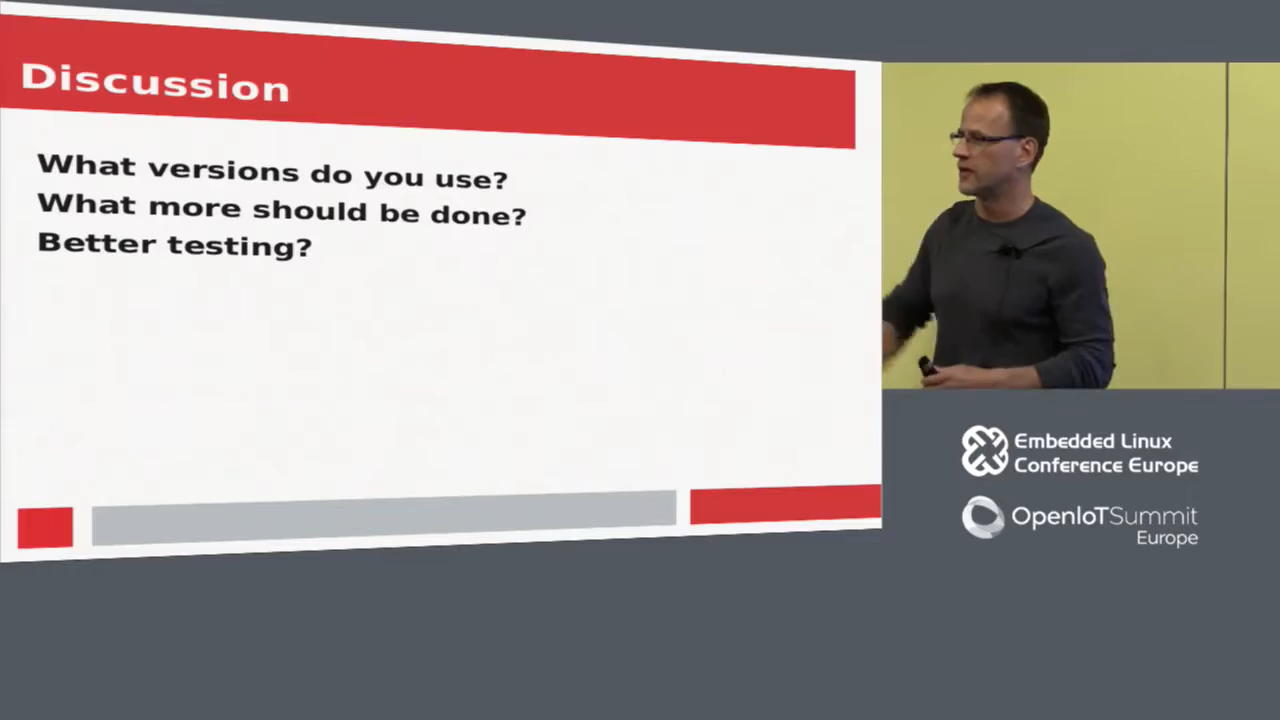 Discussion
What versions do you use?
What more should be done?
Better testing?
Embedded Linux
Conference Europe
OpenIoTSummit
Europe